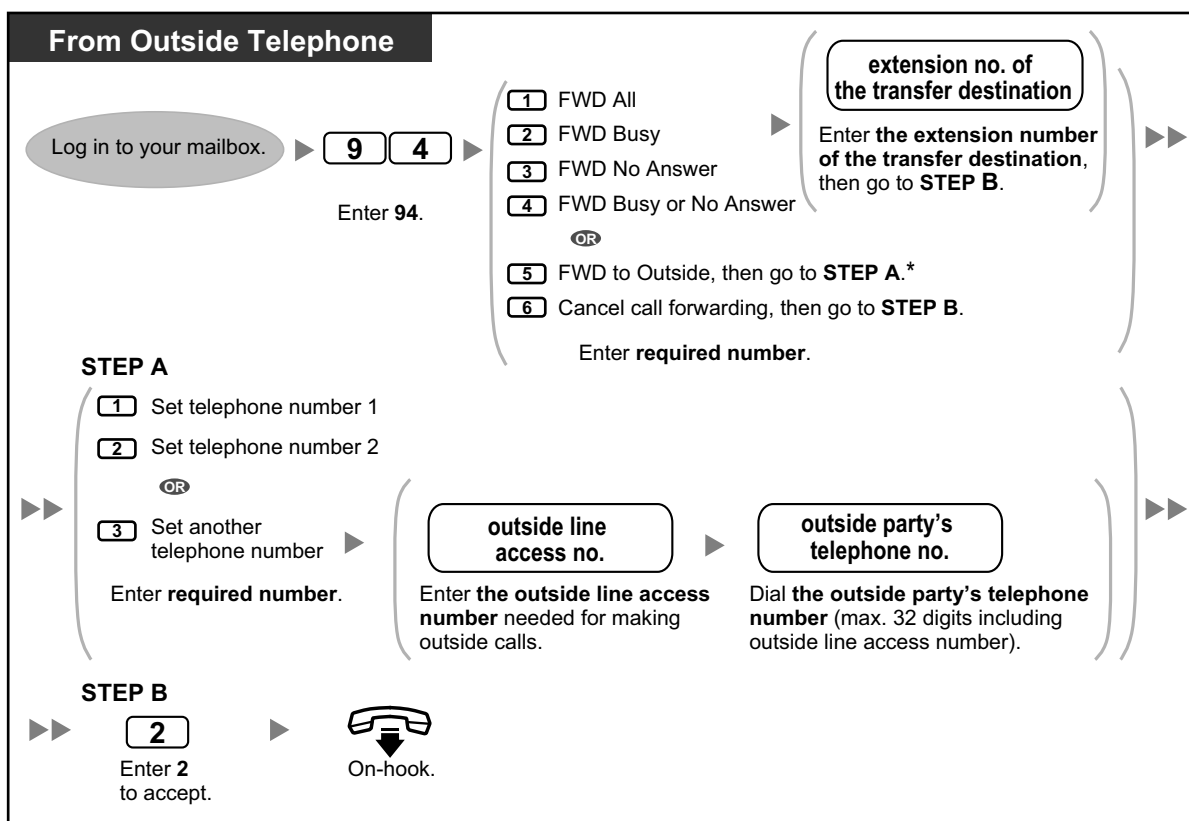 From Outside Telephone
Log in to your mailbox.
9 4
Enter 94.
1 FWD All
2 FWD Busy
3 FWD No Answer
4 FWD Busy or No Answer
OR
5 FWD to Outside, then go to STEP A.*
6 Cancel call forwarding, then go to STEP B.
Enter required number.
extension no. of
the transfer destination
Enter the extension number
of the transfer destination,
then go to STEP B.
STEP A
1 Set telephone number 1
2 Set telephone number 2
OR
3 Set another
telephone number
Enter required number.
outside line
access no.
Enter the outside line access
number needed for making
outside calls.
outside party's
telephone no.
Dial the outside party's telephone
number (max. 32 digits including
outside line access number).
STEP B
2
Enter 2
to accept.
On-hook.